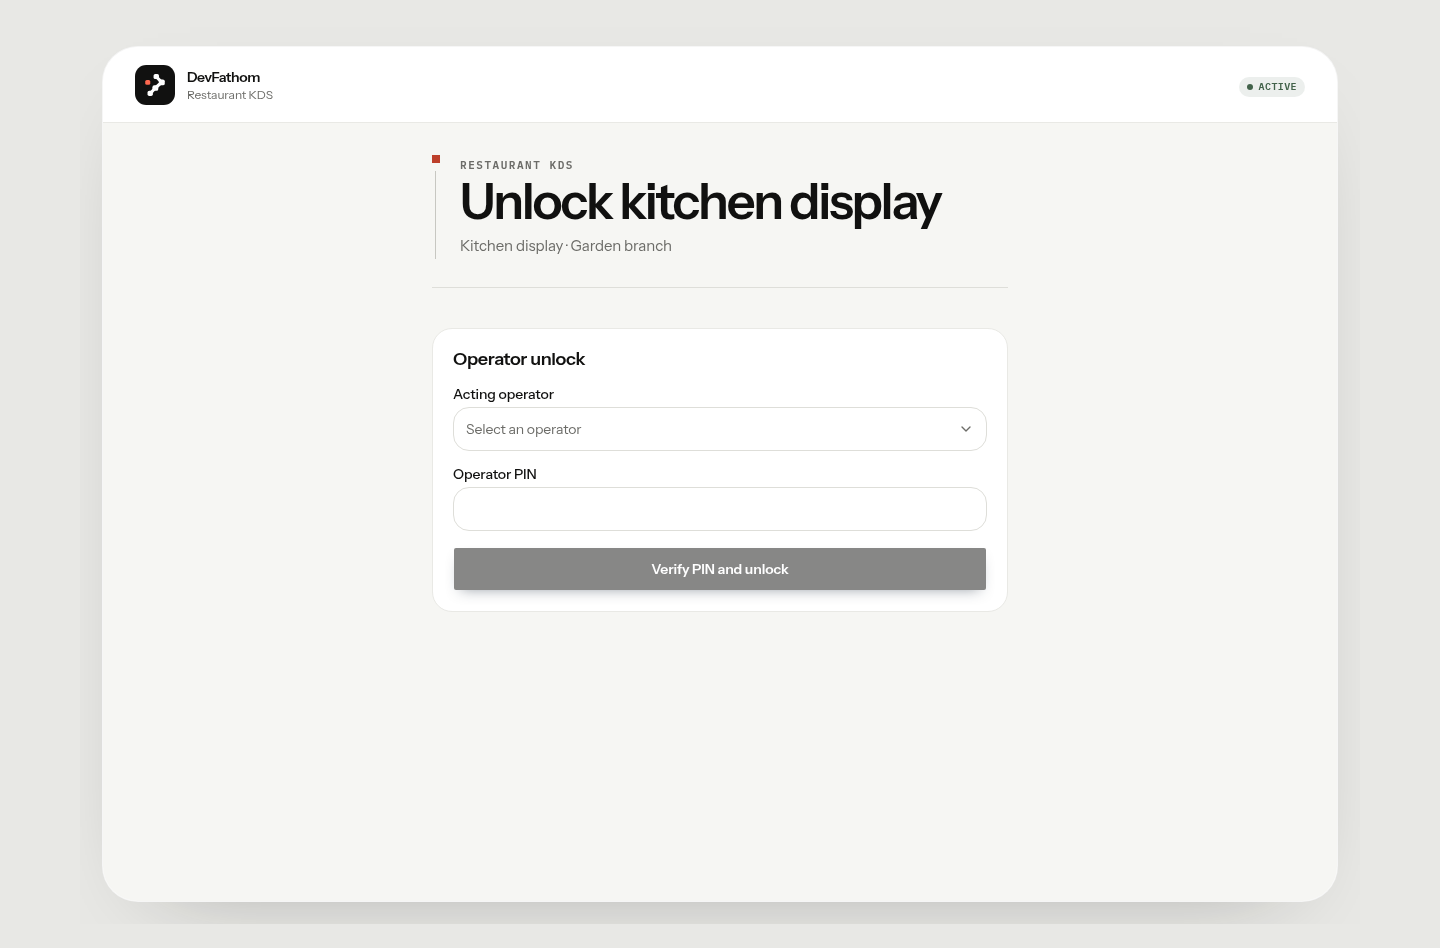 DevFathom
Restaurant KDS
ACTIVE
RESTAURANT KDS
Unlock kitchen display
Kitchen display · Garden branch
Operator unlock
Acting operator
Select an operator
Operator PIN
Verify PIN and unlock